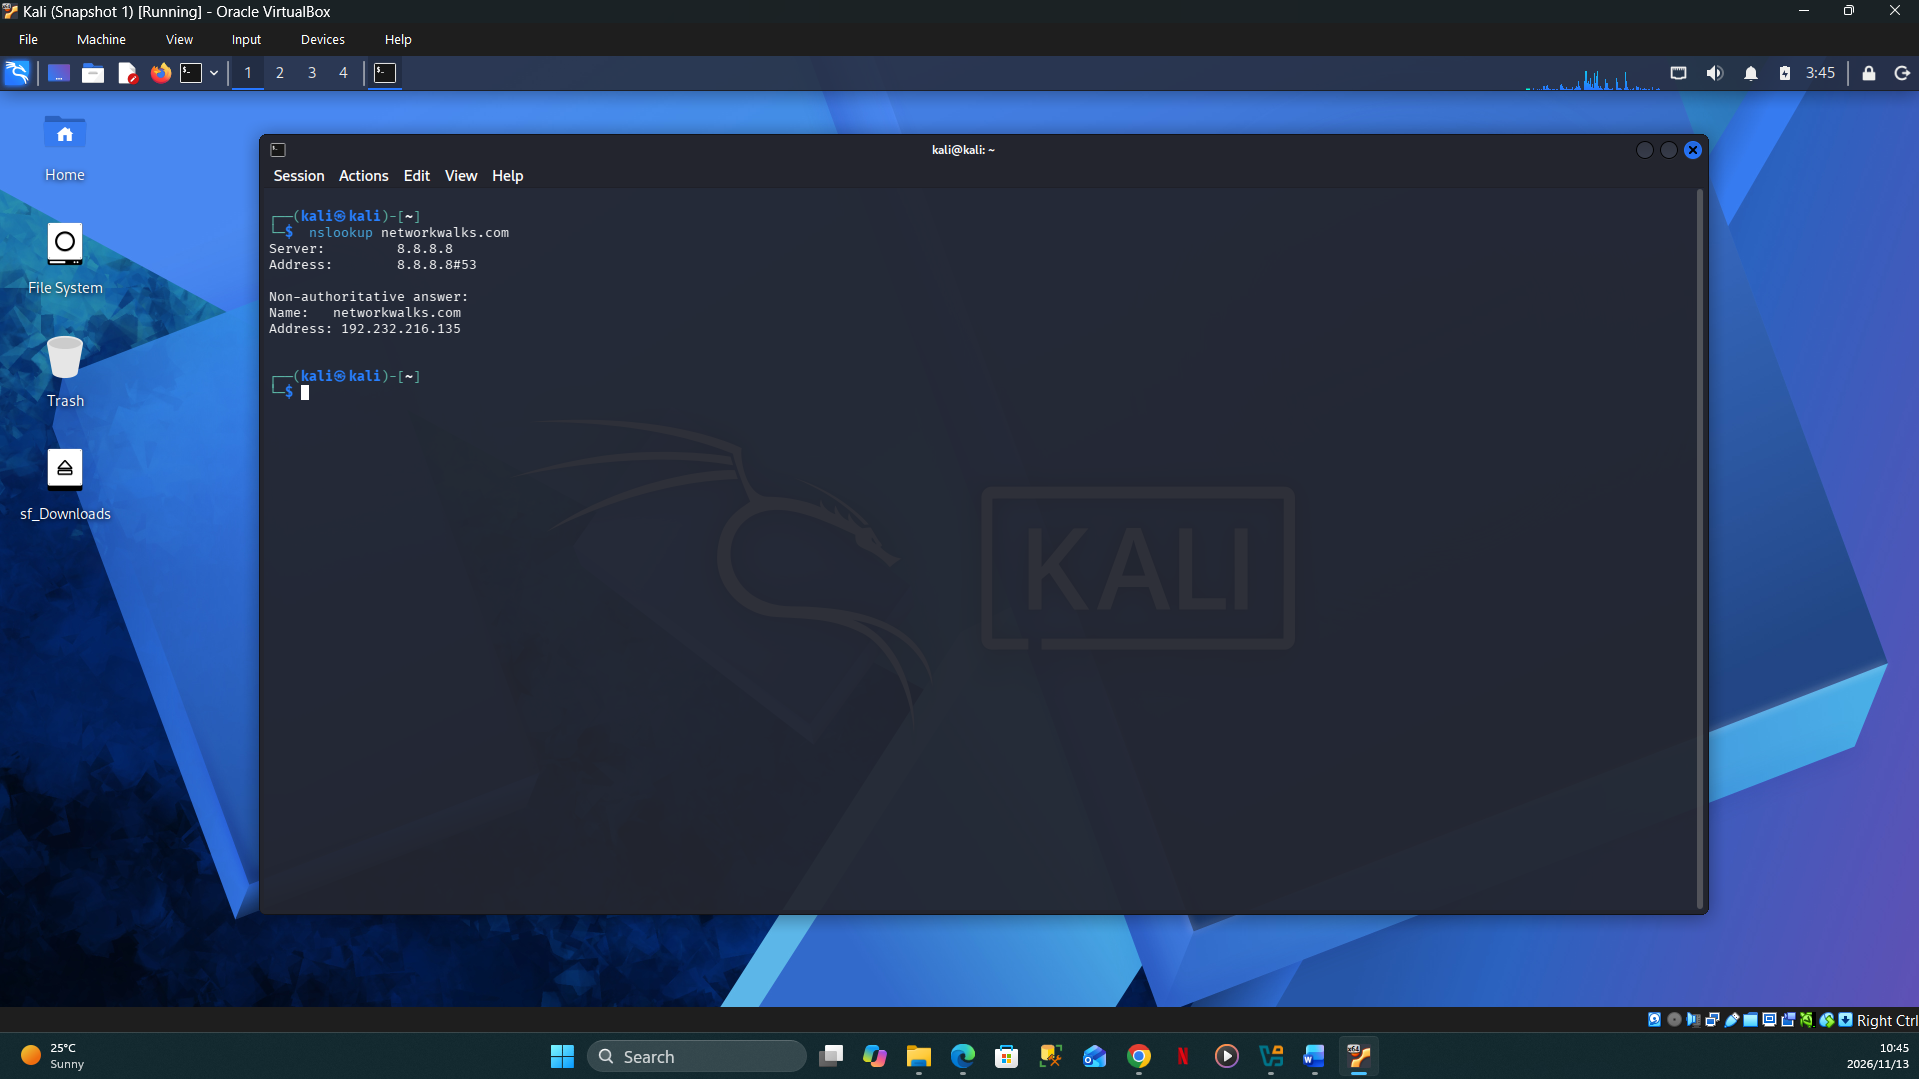 Kali (Snapshot 1) [Running] - Oracle VirtualBox
File Machine View Input Devices Help
1 2 3 4
3:45
Home
File System
Trash
sf_Downloads
kali@kali: ~
Session Actions Edit View Help
┌──(kali㉿kali)-[~]
└─$ nslookup networkwalks.com
Server: 8.8.8.8
Address: 8.8.8.8#53
Non-authoritative answer:
Name: networkwalks.com
Address: 192.232.216.135
┌──(kali㉿kali)-[~]
└─$
KALI
Right Ctrl
25°C
Sunny
Search
10:45
2026/11/13